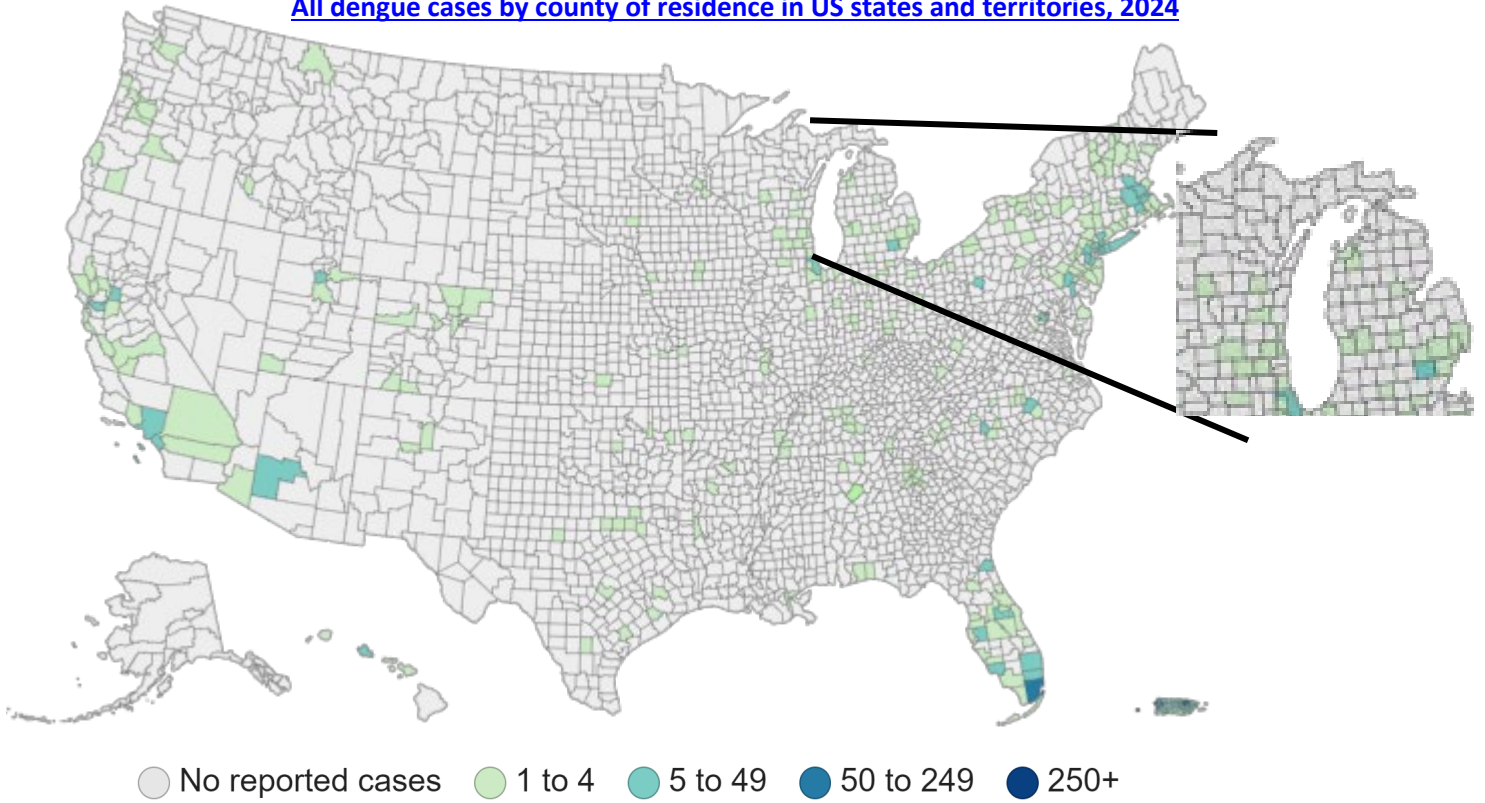 All dengue cases by county of residence in US states and territories, 2024
No reported cases 1 to 4 5 to 49 50 to 249 250+